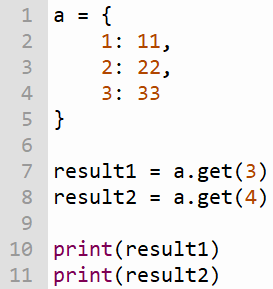 1 a = {
2     1: 11,
3     2: 22,
4     3: 33
5 }
6
7 result1 = a.get(3)
8 result2 = a.get(4)
9
10 print(result1)
11 print(result2)